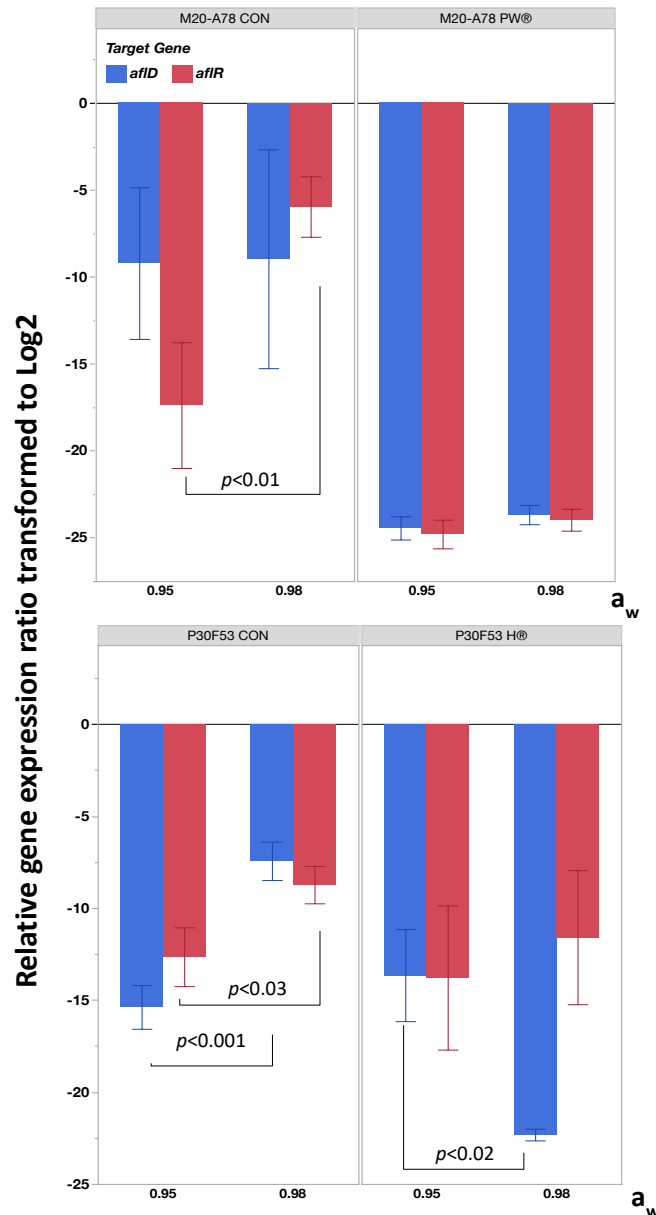 M20-A78 CON
M20-A78 PW®
Target Gene
aflD aflR
0
-5
-10
-15
-20
-25
p<0.01
0.95
0.98
0.95
0.98
aw
Relative gene expression ratio transformed to Log2
P30F53 CON
P30F53 H®
0
-5
-10
-15
-20
-25
p<0.03
p<0.001
p<0.02
0.95
0.98
0.95
0.98
aw